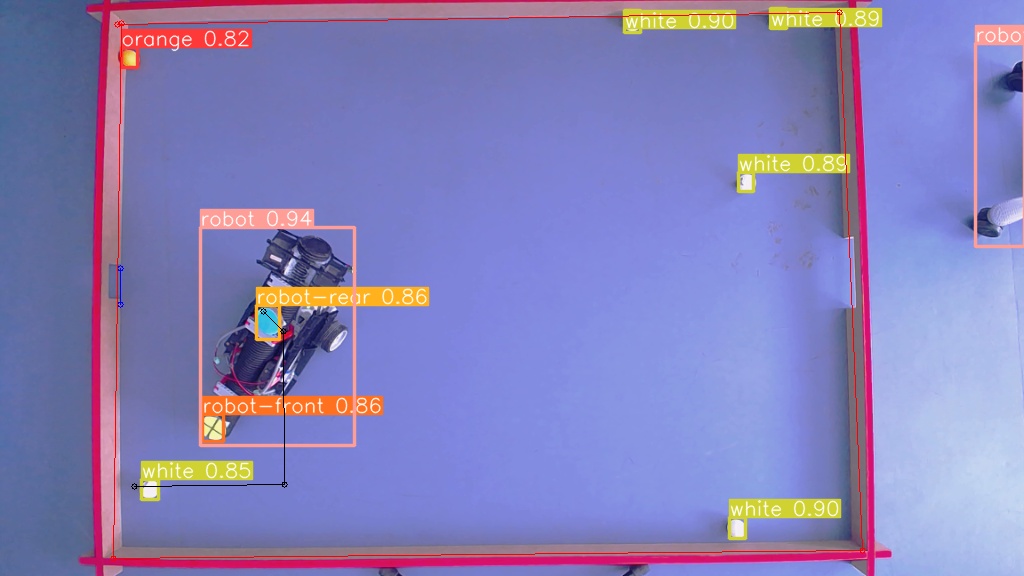 white 0.90
white 0.89
orange 0.82
robo
white 0.89
robot 0.94
robot-rear 0.86
robot-front 0.86
white 0.85
white 0.90